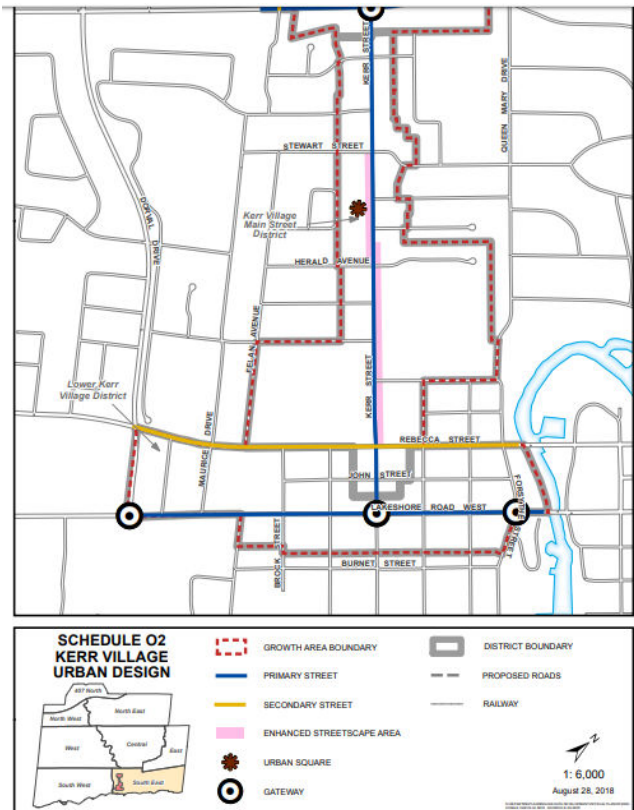 KERR STREET
QUEEN MARY DRIVE
STEWART STREET
DORVAL DRIVE
Kerr Village
Main Street
District
HERALD AVENUE
FELAN AVENUE
KERR STREET
Lower Kerr
Village District
MAURICE DRIVE
REBECCA STREET
JOHN STREET
LAKESHORE ROAD WEST
FORSYTHE STREET
BROCK STREET
BURNET STREET
SCHEDULE O2
KERR VILLAGE
URBAN DESIGN
407 North
North West
North East
West
Central
East
South West
South East
GROWTH AREA BOUNDARY
PRIMARY STREET
SECONDARY STREET
ENHANCED STREETSCAPE AREA
URBAN SQUARE
GATEWAY
DISTRICT BOUNDARY
PROPOSED ROADS
RAILWAY
Z
1: 6,000
August 28, 2018